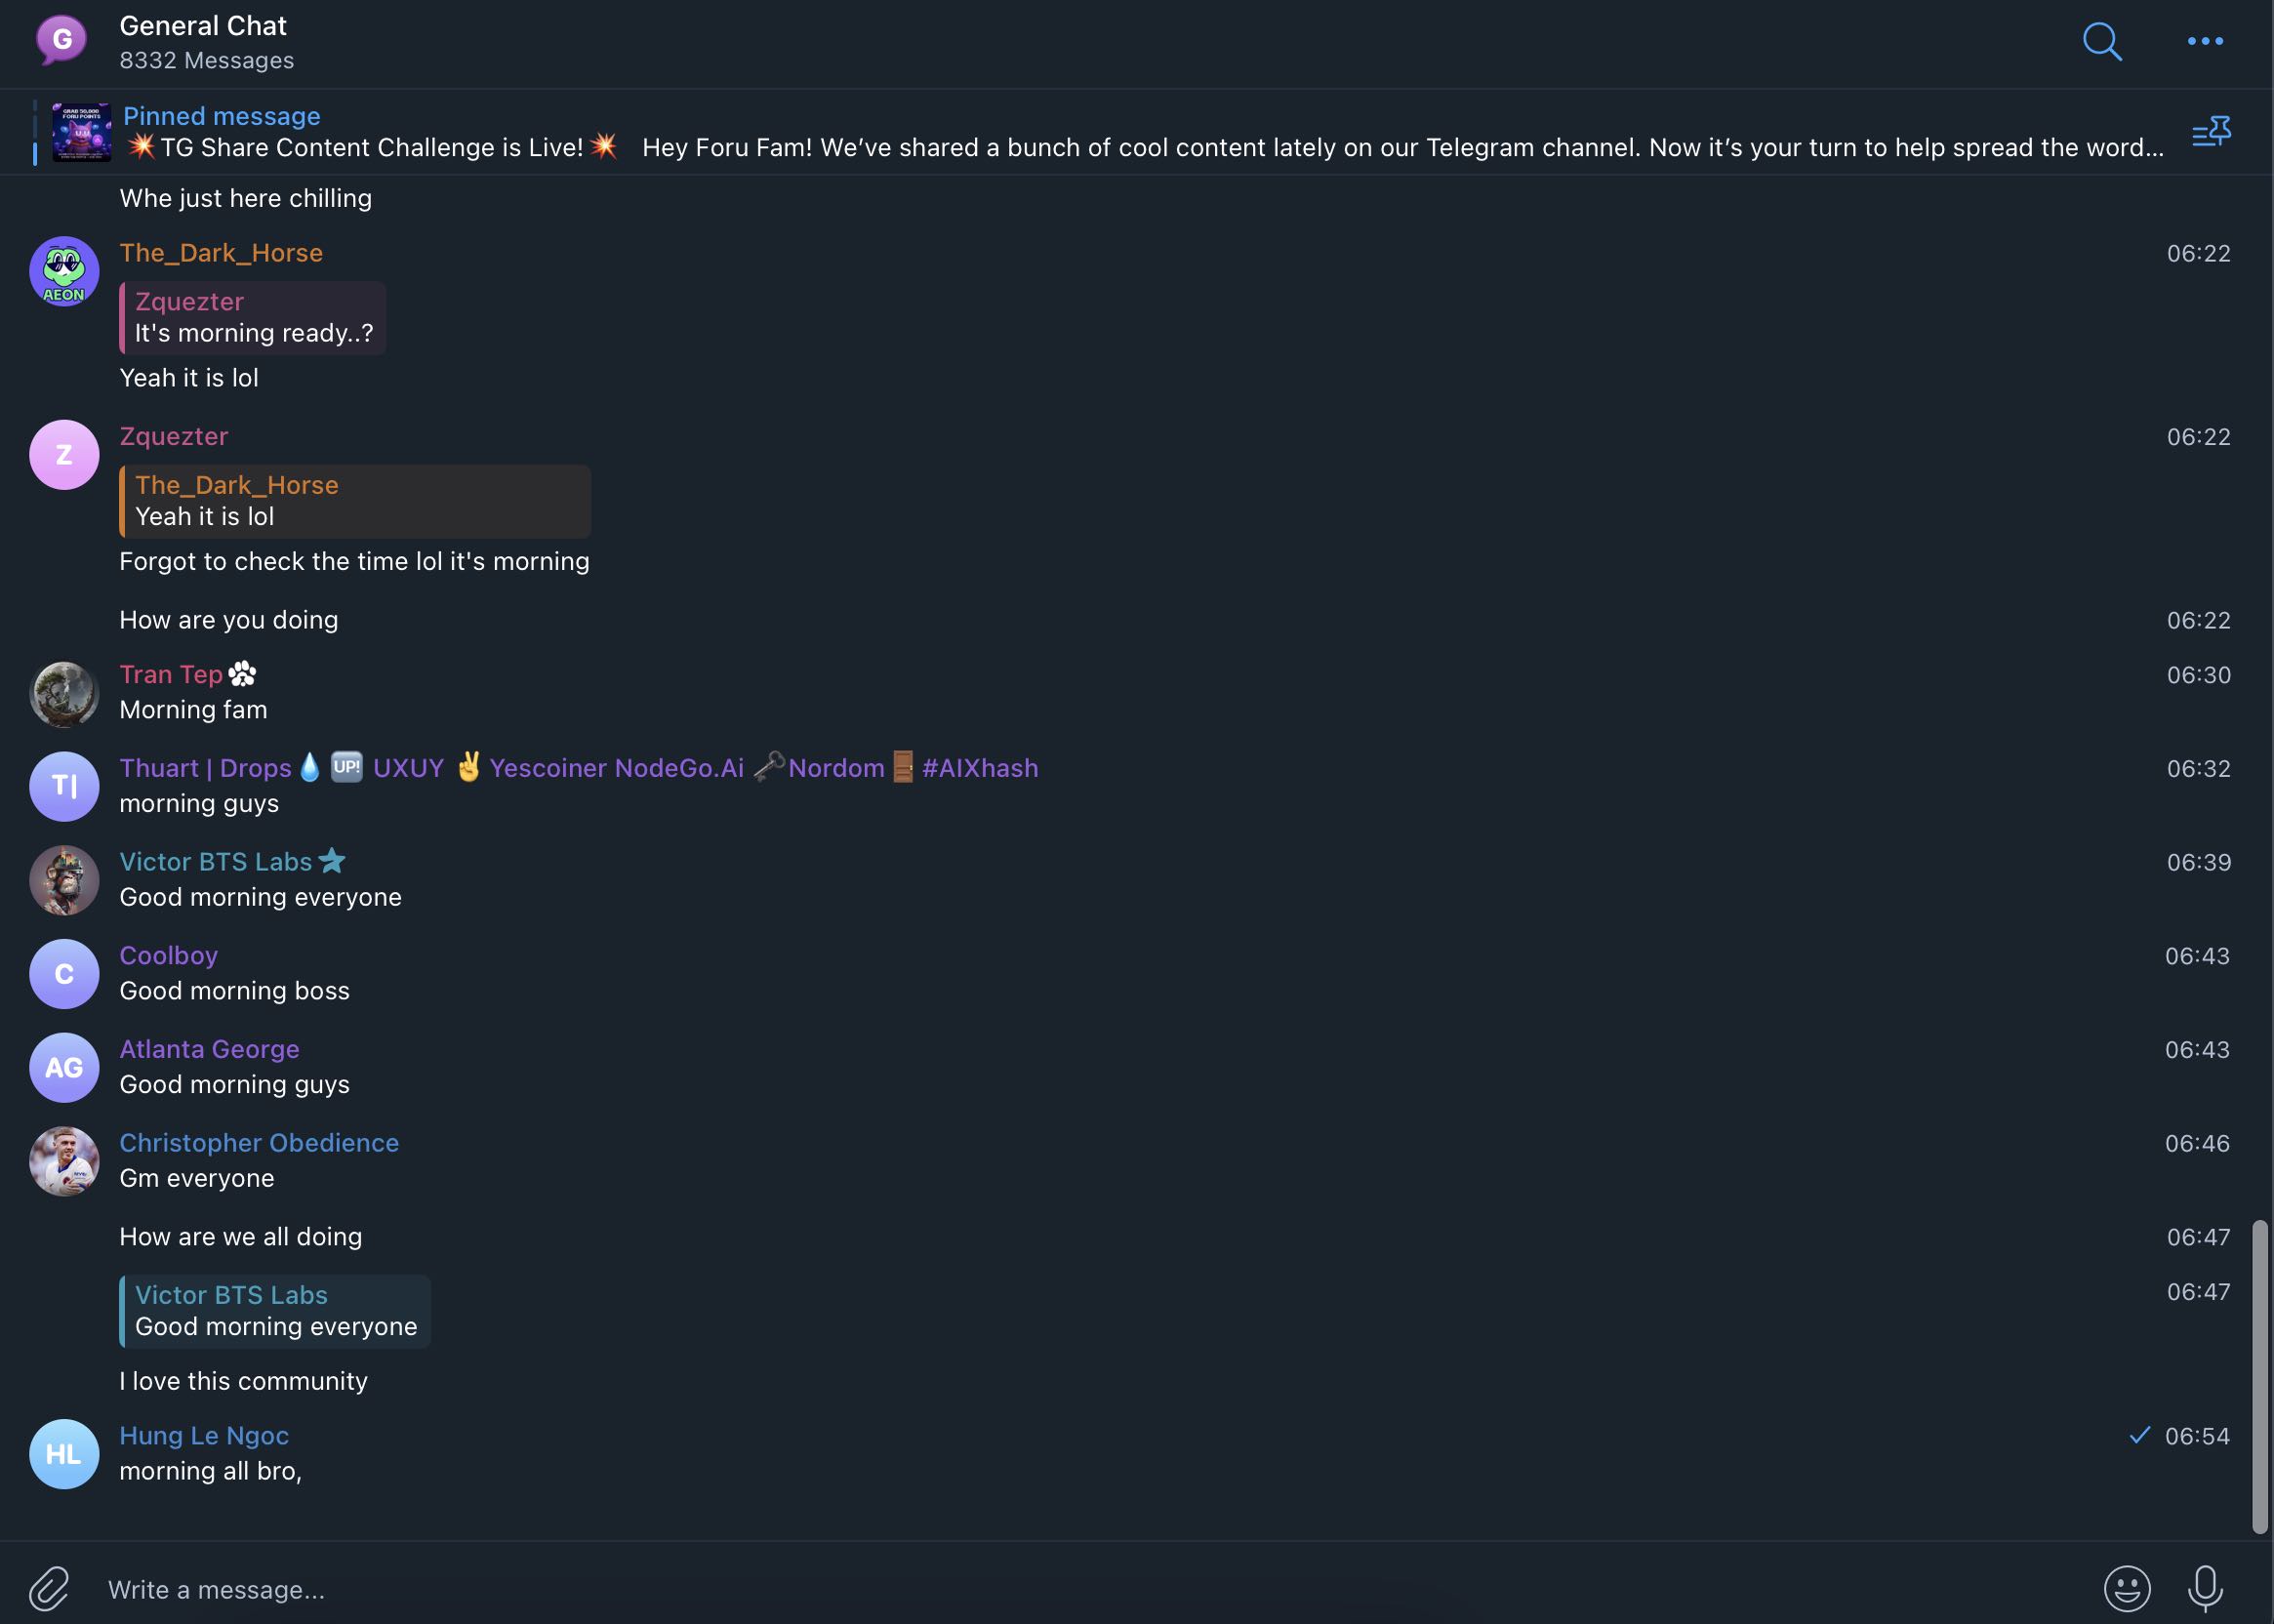 G
General Chat
8332 Messages
GRAB 50,000
FORU POINTS
Pinned message
💥TG Share Content Challenge is Live!💥 Hey Foru Fam! We’ve shared a bunch of cool content lately on our Telegram channel. Now it’s your turn to help spread the word...
Whe just here chilling
The_Dark_Horse 06:22
AEON
Zquezter
It's morning ready..?
Yeah it is lol
Zquezter 06:22
Z
The_Dark_Horse
Yeah it is lol
Forgot to check the time lol it's morning
How are you doing 06:22
Tran Tep 06:30
Morning fam
Thuart | Drops💧🆙 UXUY ✌️Yescoiner NodeGo.Ai 🗝️Nordom🚪#AIXhash 06:32
T|
morning guys
Victor BTS Labs 06:39
Good morning everyone
Coolboy 06:43
C
Good morning boss
Atlanta George 06:43
AG
Good morning guys
Christopher Obedience 06:46
Gm everyone
How are we all doing 06:47
Victor BTS Labs 06:47
Good morning everyone
I love this community
Hung Le Ngoc 06:54
HL
morning all bro,
Write a message...